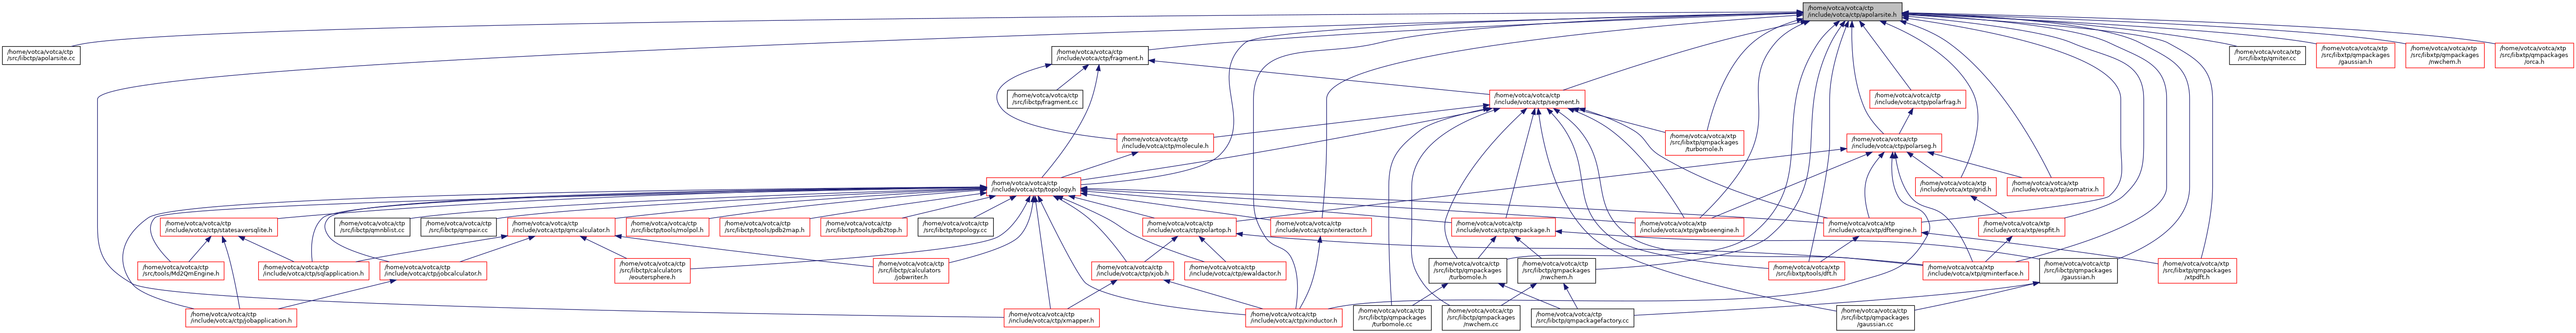 /home/votca/votca/ctp
/include/votca/ctp/apolarsite.h
/home/votca/votca/ctp
/src/libctp/apolarsite.cc
/home/votca/votca/ctp
/include/votca/ctp/fragment.h
/home/votca/votca/xtp
/src/libxtp/qmiter.cc
/home/votca/votca/xtp
/src/libxtp/qmpackages
/gaussian.h
/home/votca/votca/xtp
/src/libxtp/qmpackages
/nwchem.h
/home/votca/votca/xtp
/src/libxtp/qmpackages
/orca.h
/home/votca/votca/ctp
/src/libctp/fragment.cc
/home/votca/votca/ctp
/include/votca/ctp/segment.h
/home/votca/votca/ctp
/include/votca/ctp/polarfrag.h
/home/votca/votca/ctp
/include/votca/ctp/molecule.h
/home/votca/votca/xtp
/src/libxtp/qmpackages
/turbomole.h
/home/votca/votca/ctp
/include/votca/ctp/polarseg.h
/home/votca/votca/ctp
/include/votca/ctp/topology.h
/home/votca/votca/xtp
/include/votca/xtp/grid.h
/home/votca/votca/xtp
/include/votca/xtp/aomatrix.h
/home/votca/votca/ctp
/include/votca/ctp/statesaversqlite.h
/home/votca/votca/ctp
/src/libctp/qmnblist.cc
/home/votca/votca/ctp
/src/libctp/qmpair.cc
/home/votca/votca/ctp
/include/votca/ctp/qmcalculator.h
/home/votca/votca/ctp
/src/libctp/tools/molpol.h
/home/votca/votca/ctp
/src/libctp/tools/pdb2map.h
/home/votca/votca/ctp
/src/libctp/tools/pdb2top.h
/home/votca/votca/ctp
/src/libctp/topology.cc
/home/votca/votca/ctp
/include/votca/ctp/polartop.h
/home/votca/votca/ctp
/include/votca/ctp/xinteractor.h
/home/votca/votca/ctp
/include/votca/ctp/qmpackage.h
/home/votca/votca/xtp
/include/votca/xtp/gwbseengine.h
/home/votca/votca/xtp
/include/votca/xtp/dftengine.h
/home/votca/votca/xtp
/include/votca/xtp/espfit.h
/home/votca/votca/ctp
/src/tools/Md2QmEngine.h
/home/votca/votca/ctp
/include/votca/ctp/sqlapplication.h
/home/votca/votca/ctp
/include/votca/ctp/jobcalculator.h
/home/votca/votca/ctp
/src/libctp/calculators
/eoutersphere.h
/home/votca/votca/ctp
/src/libctp/calculators
/jobwriter.h
/home/votca/votca/ctp
/include/votca/ctp/xjob.h
/home/votca/votca/ctp
/include/votca/ctp/ewaldactor.h
/home/votca/votca/ctp
/src/libctp/qmpackages
/turbomole.h
/home/votca/votca/ctp
/src/libctp/qmpackages
/nwchem.h
/home/votca/votca/xtp
/src/libxtp/tools/dft.h
/home/votca/votca/xtp
/include/votca/xtp/qminterface.h
/home/votca/votca/ctp
/src/libctp/qmpackages
/gaussian.h
/home/votca/votca/xtp
/src/libxtp/qmpackages
/xtpdft.h
/home/votca/votca/ctp
/include/votca/ctp/jobapplication.h
/home/votca/votca/ctp
/include/votca/ctp/xmapper.h
/home/votca/votca/ctp
/include/votca/ctp/xinductor.h
/home/votca/votca/ctp
/src/libctp/qmpackages
/turbomole.cc
/home/votca/votca/ctp
/src/libctp/qmpackages
/nwchem.cc
/home/votca/votca/ctp
/src/libctp/qmpackagefactory.cc
/home/votca/votca/ctp
/src/libctp/qmpackages
/gaussian.cc